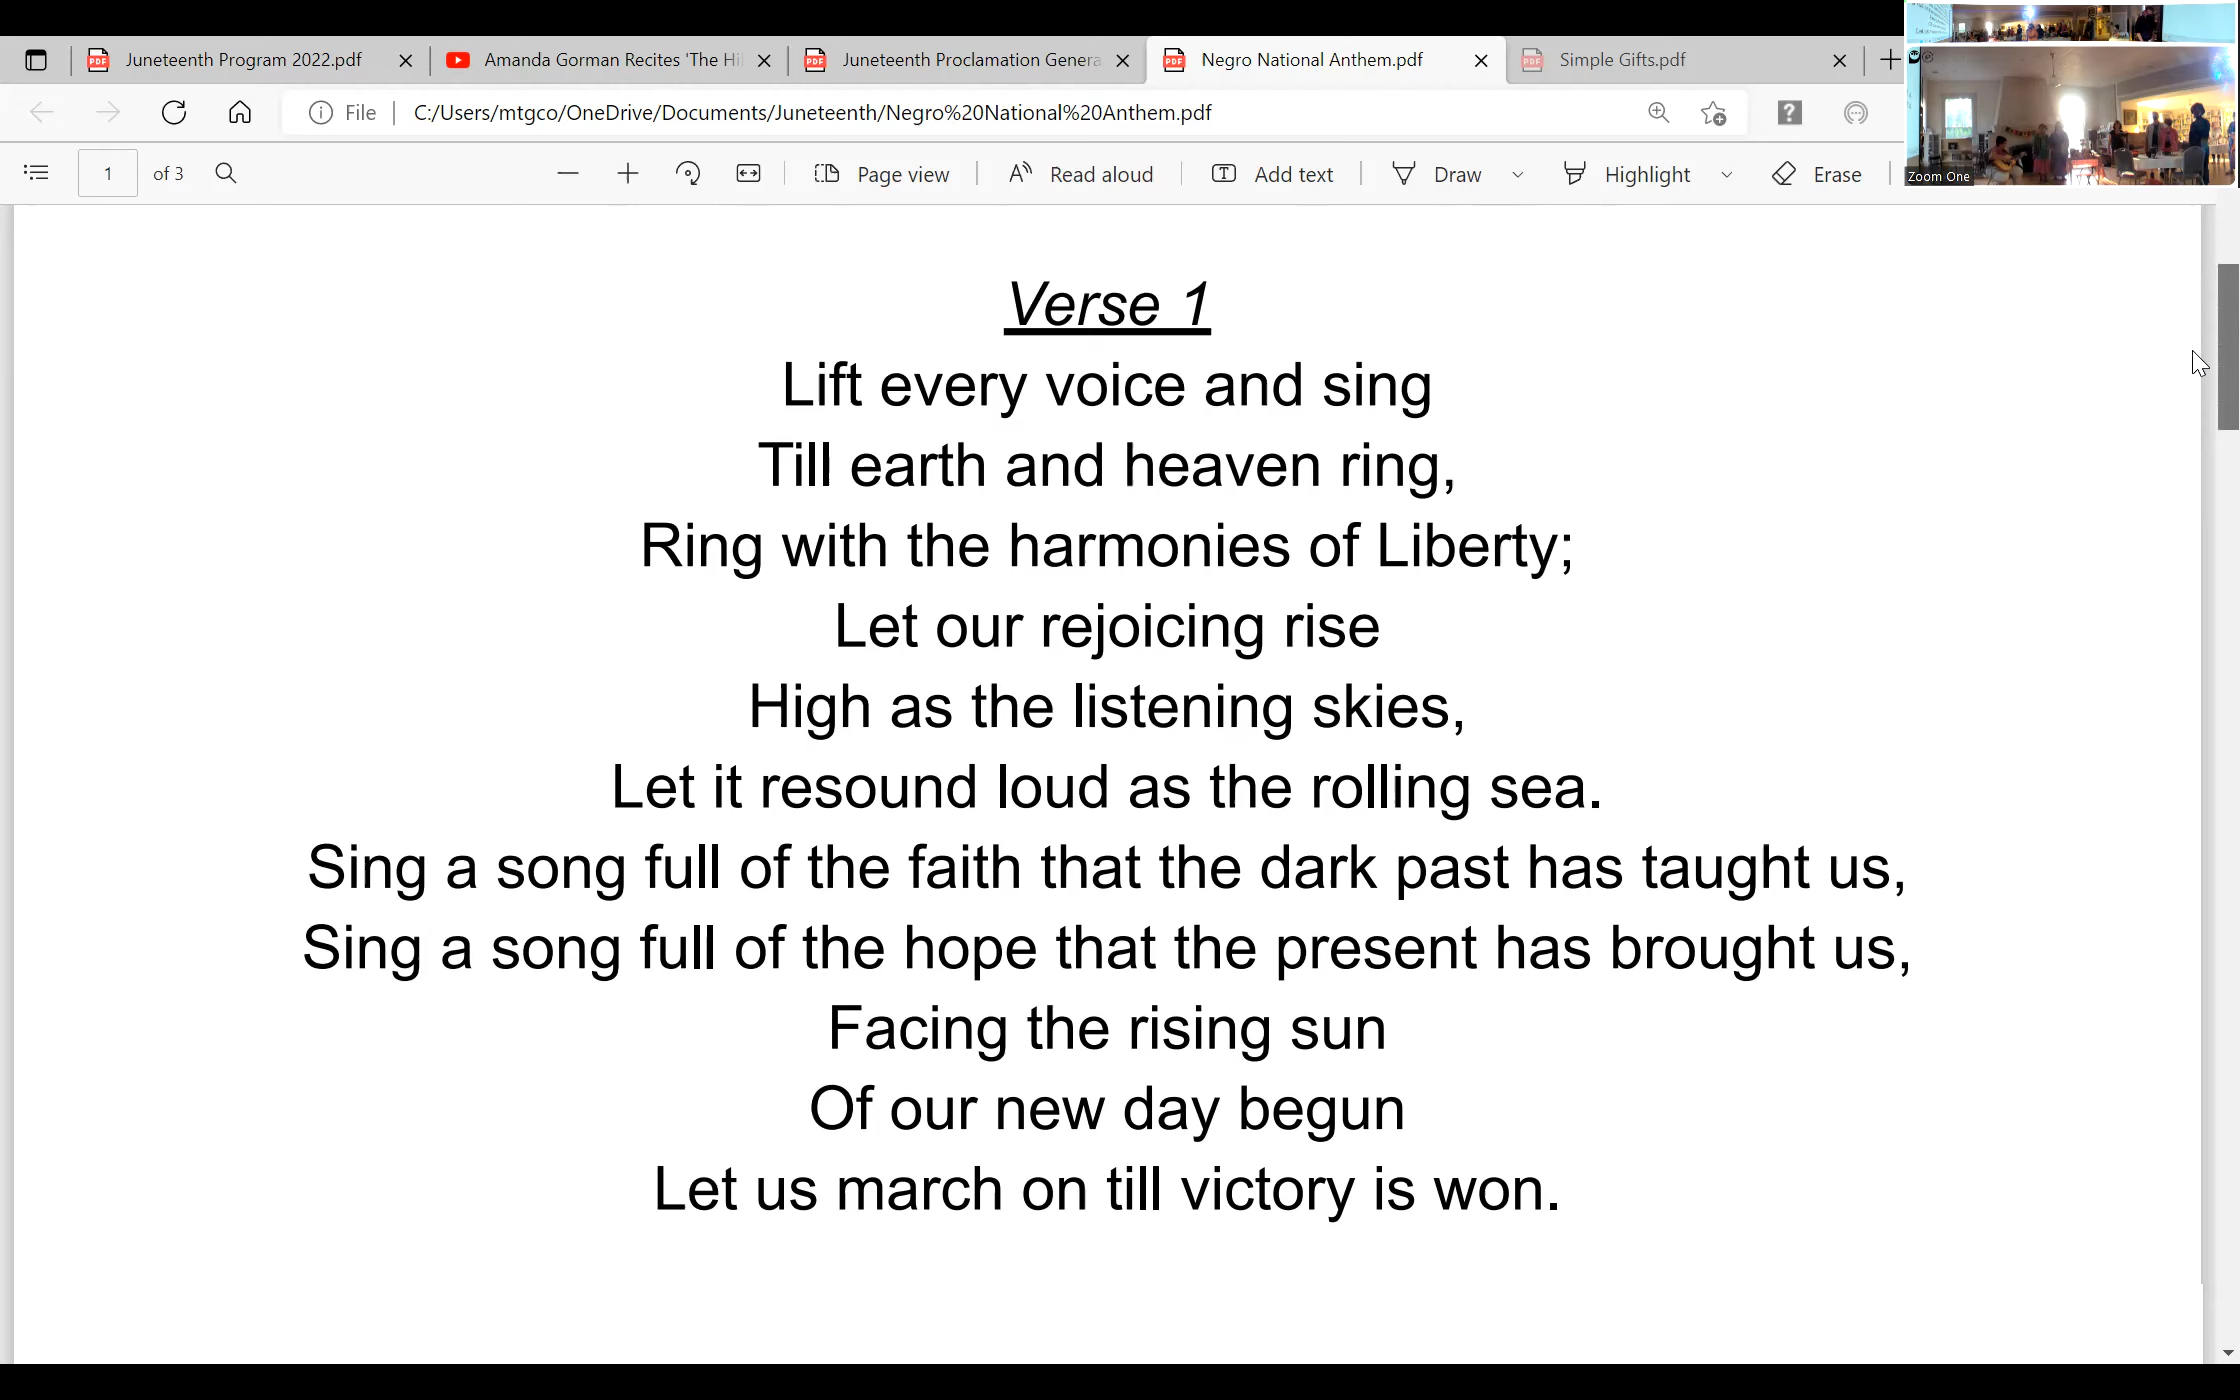 Juneteenth Program 2022.pdf
Amanda Gorman Recites 'The Hil
Juneteenth Proclamation Genera
Negro National Anthem.pdf
Simple Gifts.pdf
File
C:/Users/mtgco/OneDrive/Documents/Juneteenth/Negro%20National%20Anthem.pdf
1 of 3
Page view
Read aloud
Add text
Draw
Highlight
Erase
Zoom One
Verse 1
Lift every voice and sing
Till earth and heaven ring,
Ring with the harmonies of Liberty;
Let our rejoicing rise
High as the listening skies,
Let it resound loud as the rolling sea.
Sing a song full of the faith that the dark past has taught us,
Sing a song full of the hope that the present has brought us,
Facing the rising sun
Of our new day begun
Let us march on till victory is won.